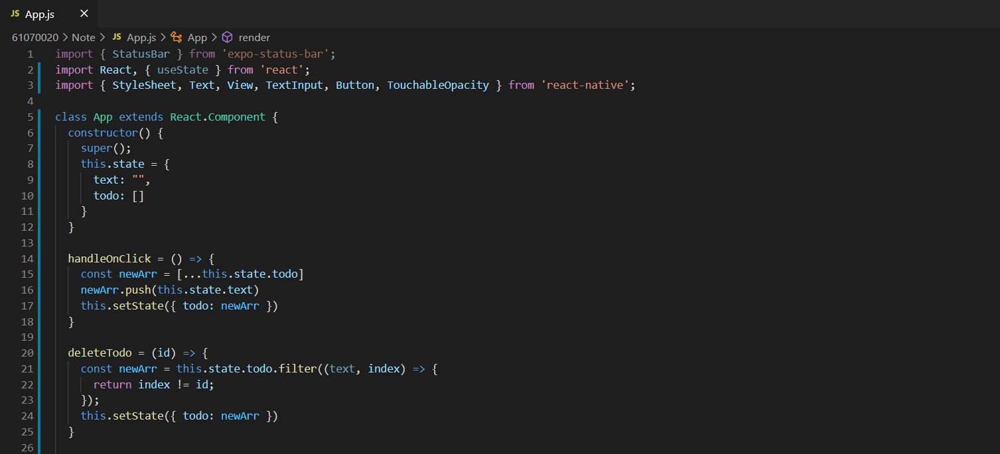 JS App.js ×
61070020 > Note > JS App.js > App > render
1 import { StatusBar } from 'expo-status-bar';
2 import React, { useState } from 'react';
3 import { StyleSheet, Text, View, TextInput, Button, TouchableOpacity } from 'react-native';
4
5 class App extends React.Component {
6 constructor() {
7 super();
8 this.state = {
9 text: "",
10 todo: []
11 }
12 }
13
14 handleOnClick = () => {
15 const newArr = [...this.state.todo]
16 newArr.push(this.state.text)
17 this.setState({ todo: newArr })
18 }
19
20 deleteTodo = (id) => {
21 const newArr = this.state.todo.filter((text, index) => {
22 return index != id;
23 });
24 this.setState({ todo: newArr })
25 }
26